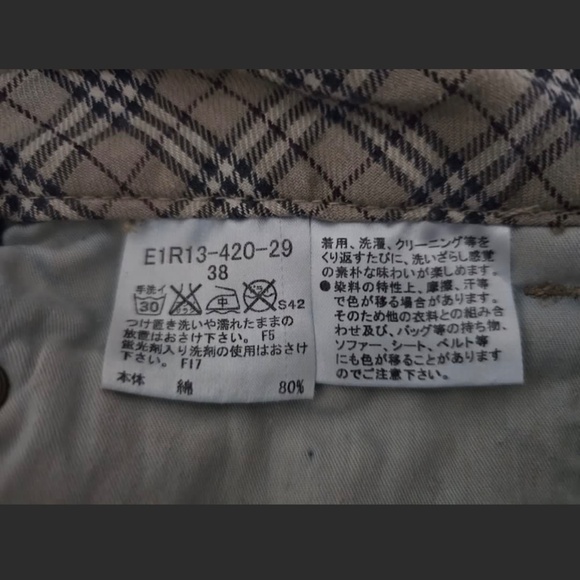 E1R13-420-29
38
手洗イ
30 中 S42
つけ置き洗いや濡れたままの
放置はおさけ下さい。 F5
蛍光剤入り洗剤の使用はおさけ
下さい。 F17
本体 綿 80%
着用、洗濯、クリーニング等を
くり返すたびに、洗いざらし感覚
の素朴な味わいが楽しめます。
●染料の特性上、摩擦、汗等
で色が移る場合があります。
そのため他の衣料との組み合
わせ及び、バッグ等の持ち物、
ソファー、シート、ベルト等
にも色が移ることがあります
のでご注意下さい。